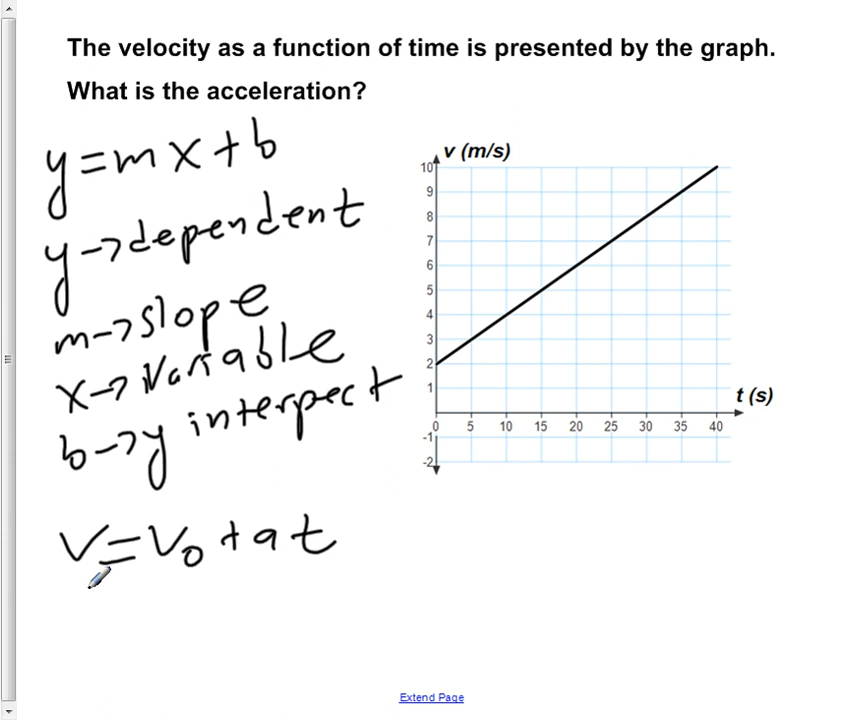 The velocity as a function of time is presented by the graph.
What is the acceleration?
y=mx+b
y→dependent
m→slope
x→Variable
b→y interpect
V=V₀+at
v (m/s)
10
9
8
7
6
5
4
3
2
1
t (s)
0 5 10 15 20 25 30 35 40
-1
-2
Extend Page